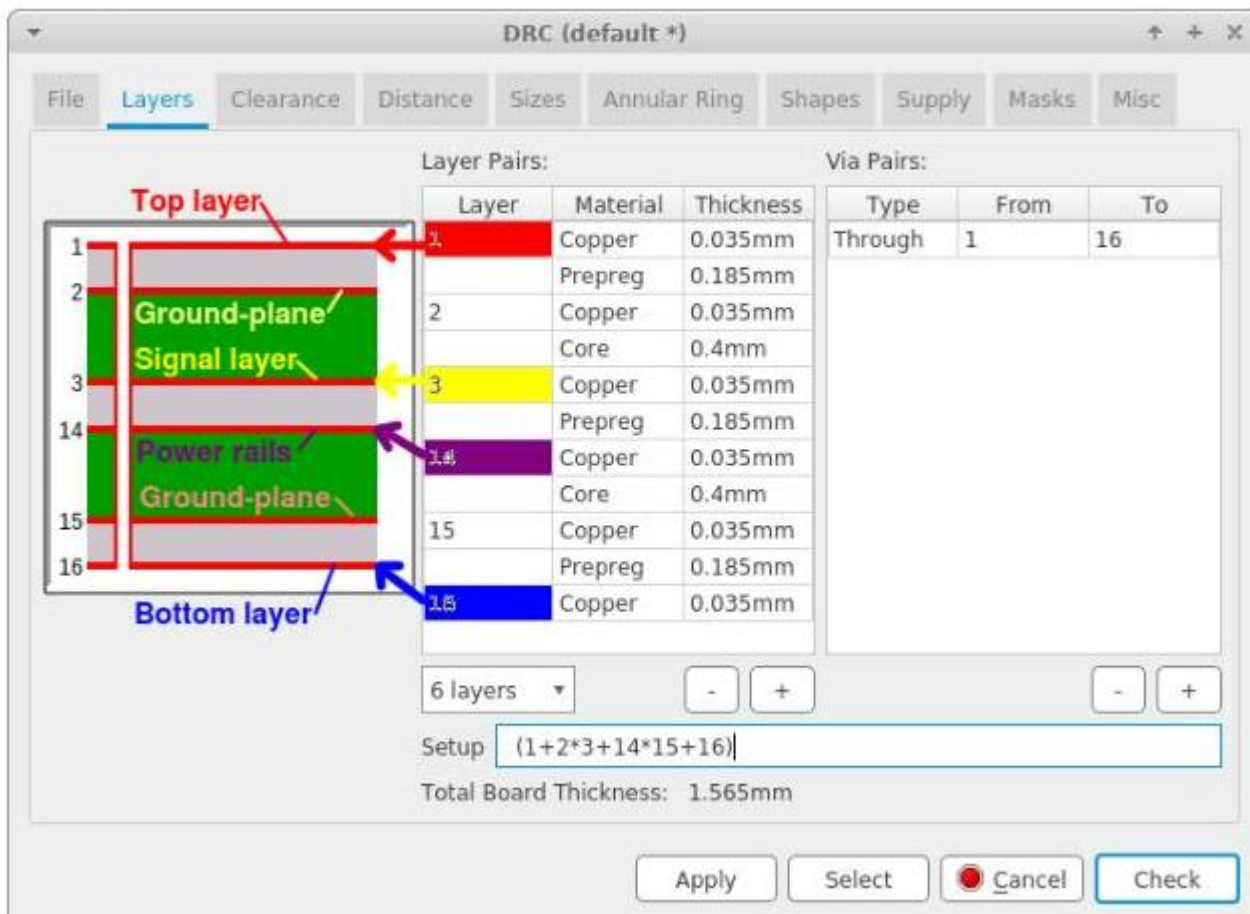 DRC (default *)
File Layers Clearance Distance Sizes Annular Ring Shapes Supply Masks Misc
Top layer
1
2
Ground-plane
Signal layer
3
14
Power rails
Ground-plane
15
16
Bottom layer
Layer Pairs:
Layer Material Thickness
1 Copper 0.035mm
Prepreg 0.185mm
2 Copper 0.035mm
Core 0.4mm
3 Copper 0.035mm
Prepreg 0.185mm
14 Copper 0.035mm
Core 0.4mm
15 Copper 0.035mm
Prepreg 0.185mm
16 Copper 0.035mm
6 layers - +
Via Pairs:
Type From To
Through 1 16
- +
Setup (1+2*3+14*15+16)
Total Board Thickness: 1.565mm
Apply Select Cancel Check